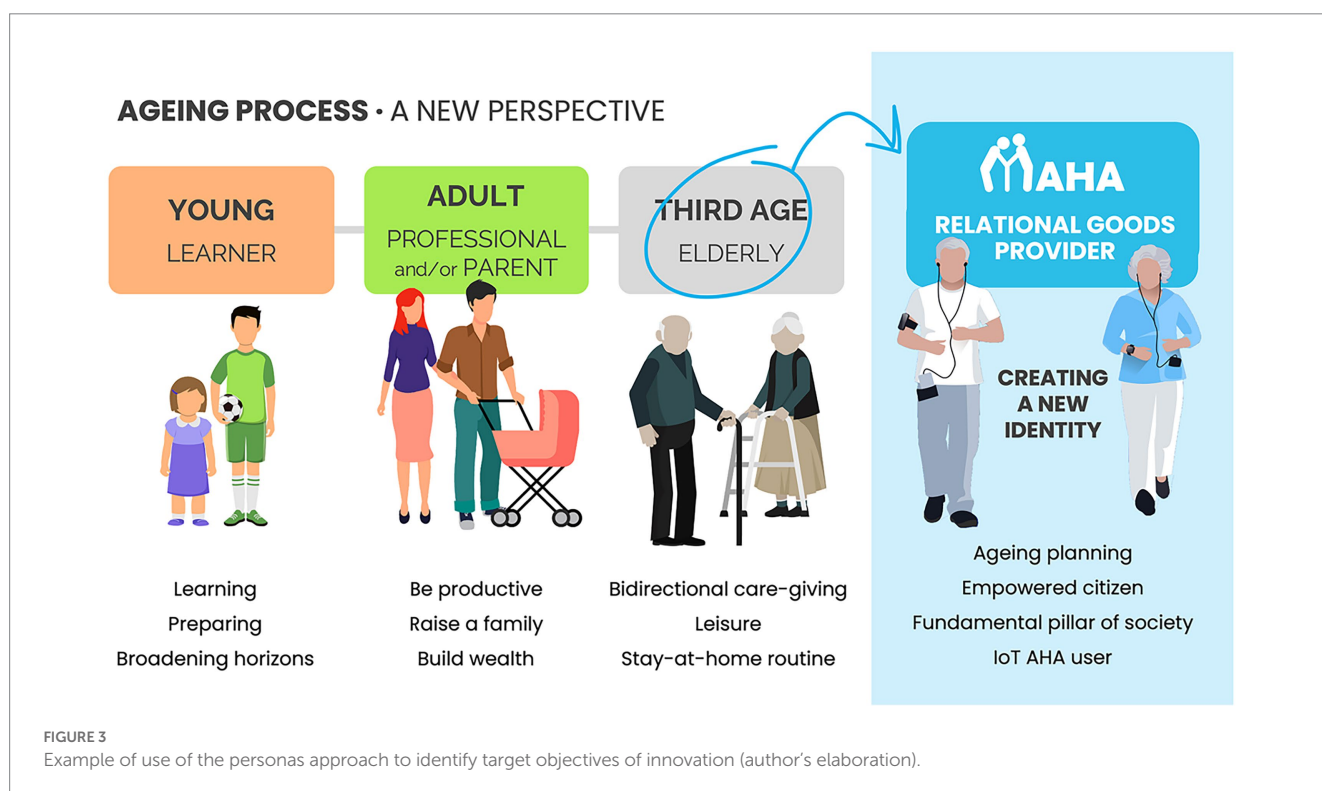 AGEING PROCESS • A NEW PERSPECTIVE
YOUNG
LEARNER
ADULT
PROFESSIONAL
and/or PARENT
THIRD AGE
ELDERLY
AHA
RELATIONAL GOODS
PROVIDER
CREATING
A NEW
IDENTITY
Learning
Preparing
Broadening horizons
Be productive
Raise a family
Build wealth
Bidirectional care-giving
Leisure
Stay-at-home routine
Ageing planning
Empowered citizen
Fundamental pillar of society
IoT AHA user
FIGURE 3
Example of use of the personas approach to identify target objectives of innovation (author's elaboration).